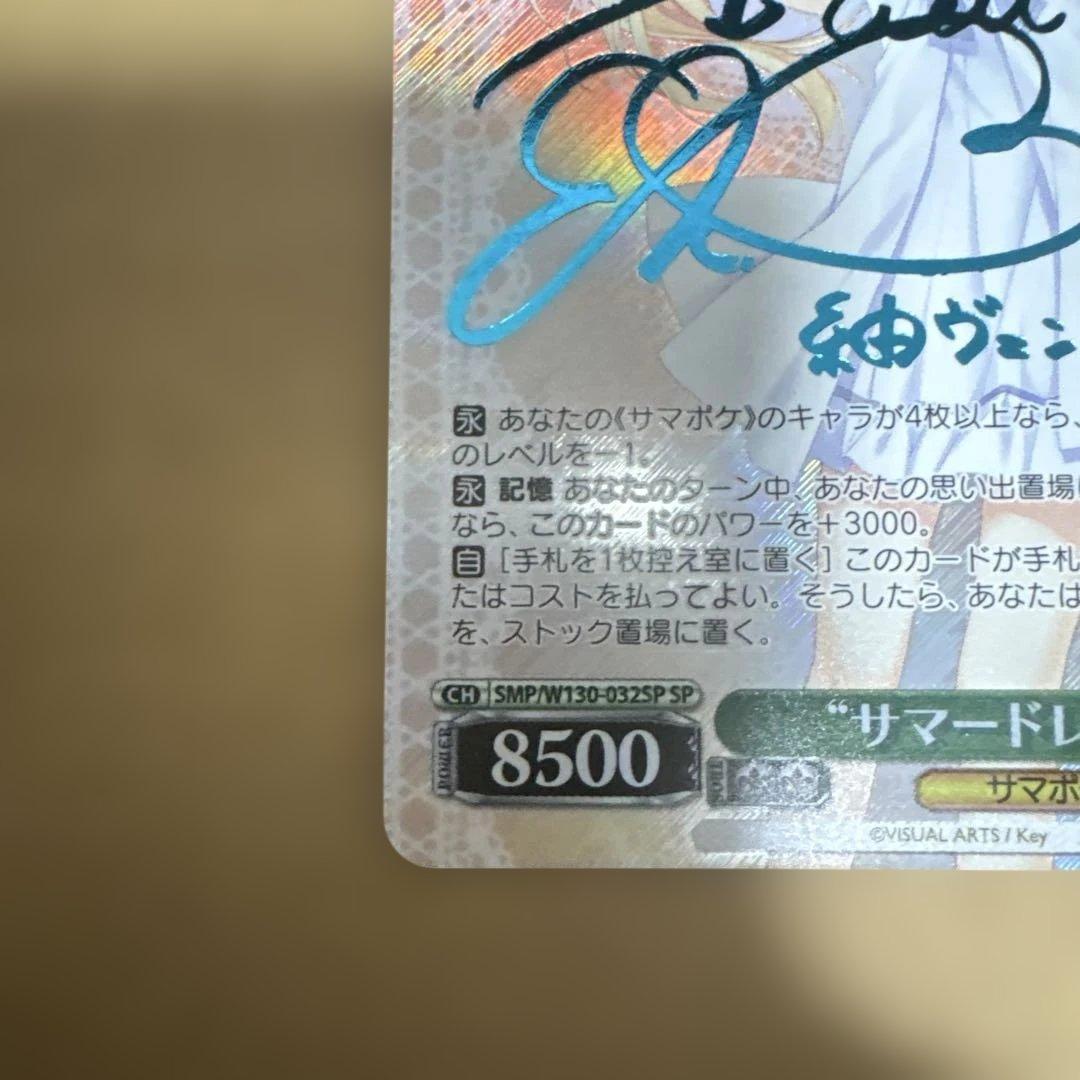 紬ヴェン
永 あなたの《サマポケ》のキャラが4枚以上なら、
のレベルを－1。
永 記憶 あなたのターン中、あなたの思い出置場に
なら、このカードのパワーを＋3000。
自 [手札を1枚控え室に置く] このカードが手札
たはコストを払ってよい。そうしたら、あなたは
を、ストック置場に置く。
CH SMP/W130-032SP SP
POWER 8500
“サマードレ
サマポ
©VISUAL ARTS / Key